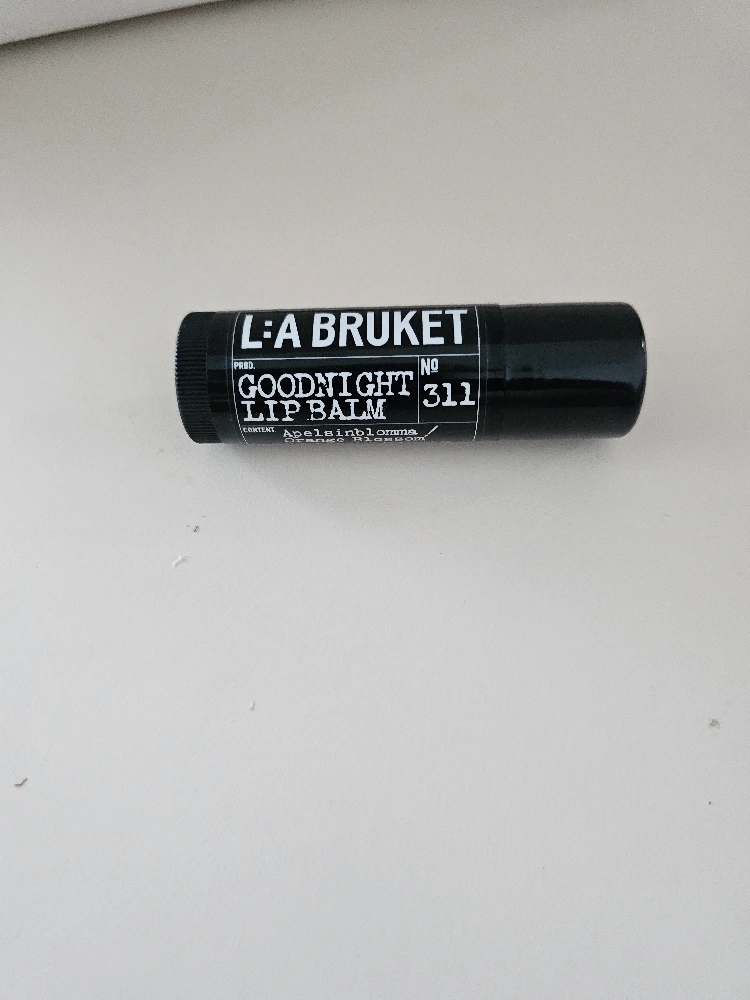 L:A BRUKET
PROD.
GOODNIGHT
LIP BALM
Nº
311
CONTENT.
Apelsinblomma /
Orange Blossom